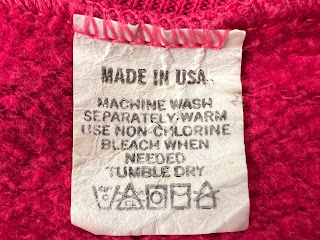 MADE IN USA
MACHINE WASH
SEPARATELY-WARM
USE NON-CHLORINE
BLEACH WHEN
NEEDED
TUMBLE DRY